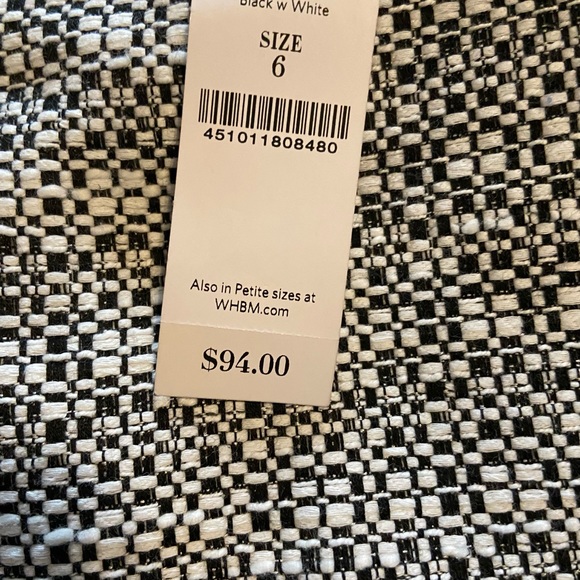 Black w White
SIZE
6
451011808480
Also in Petite sizes at
WHBM.com
$94.00